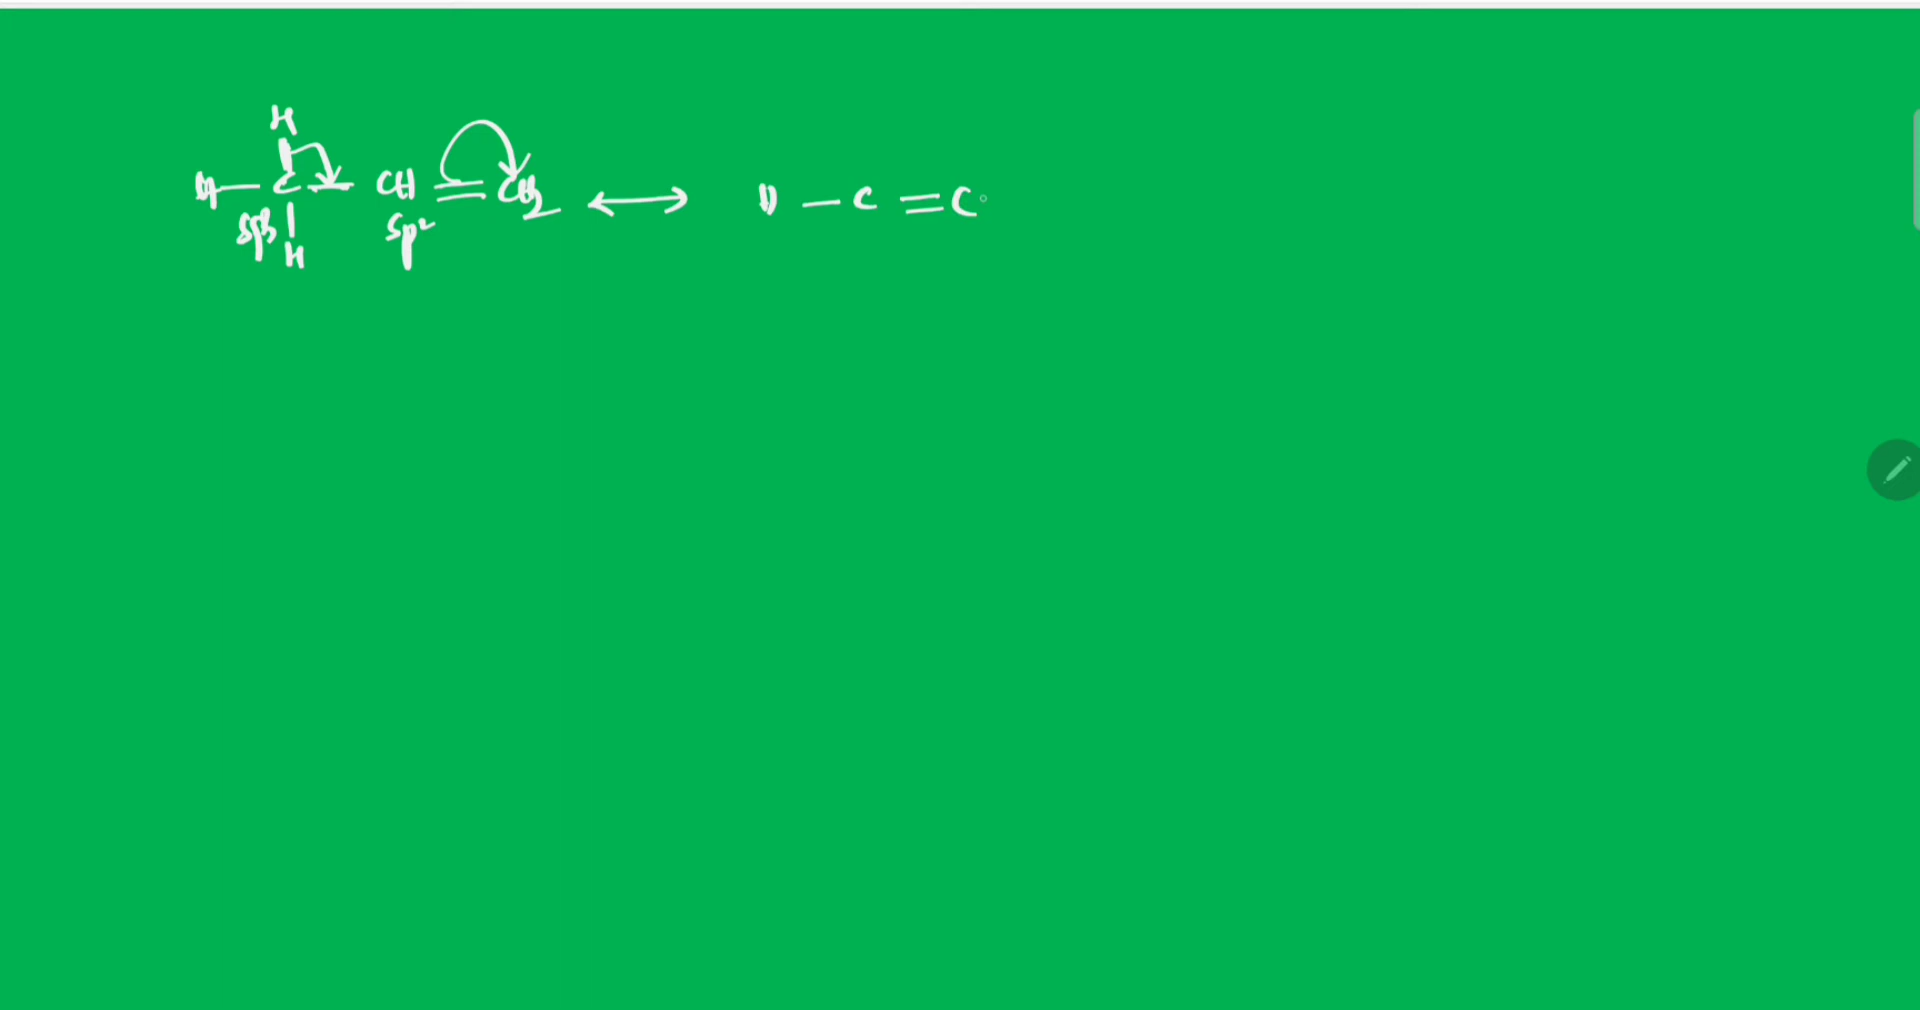 H
H—C— CH = CH2 ⟷ H — C = C
sp3 | sp²
H